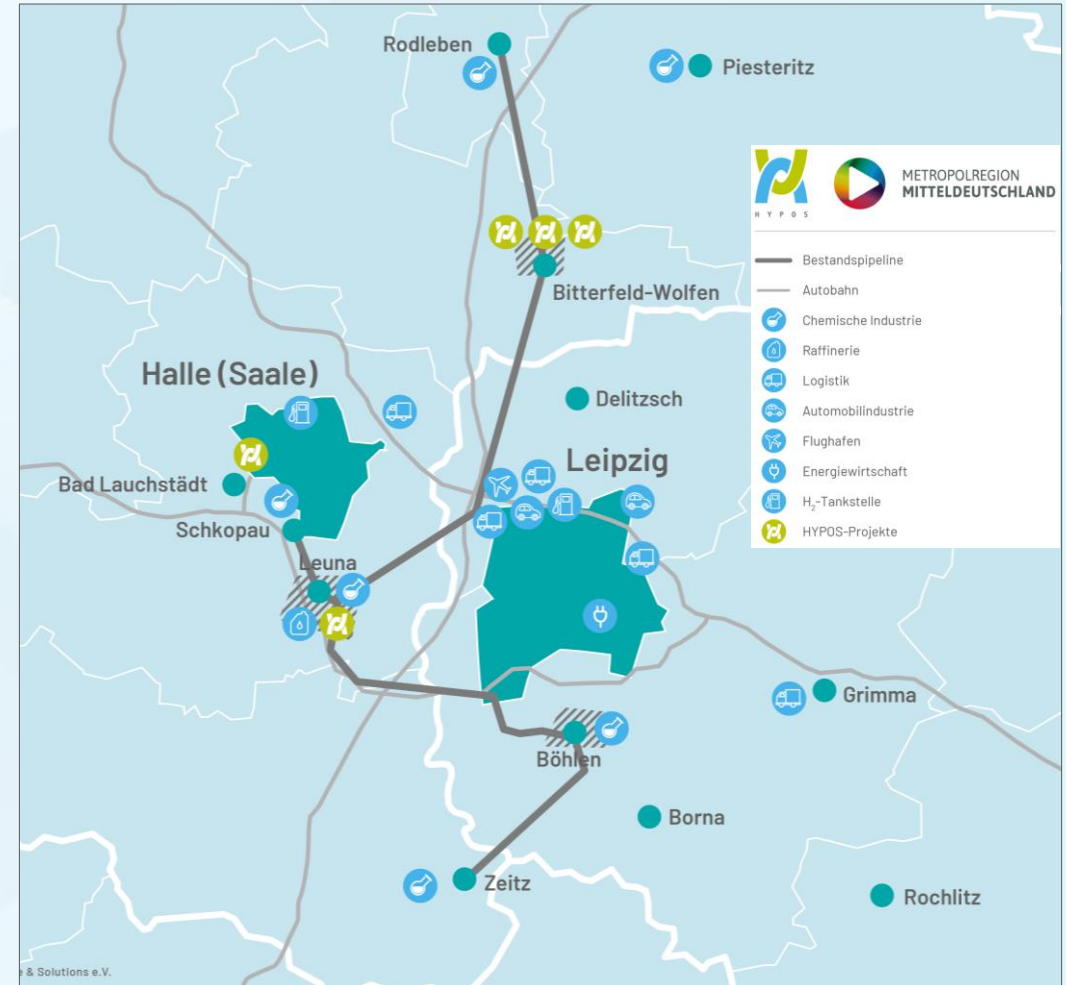 Rodleben
Piesteritz
HYPOS
METROPOLREGION
MITTELDEUTSCHLAND
Bestandspipeline
Autobahn
Chemische Industrie
Raffinerie
Logistik
Automobilindustrie
Flughafen
Energiewirtschaft
H₂-Tankstelle
HYPOS-Projekte
Bitterfeld-Wolfen
Halle (Saale)
Delitzsch
Leipzig
Bad Lauchstädt
Schkopau
Leuna
Grimma
Böhlen
Borna
Zeitz
Rochlitz
& Solutions e.V.